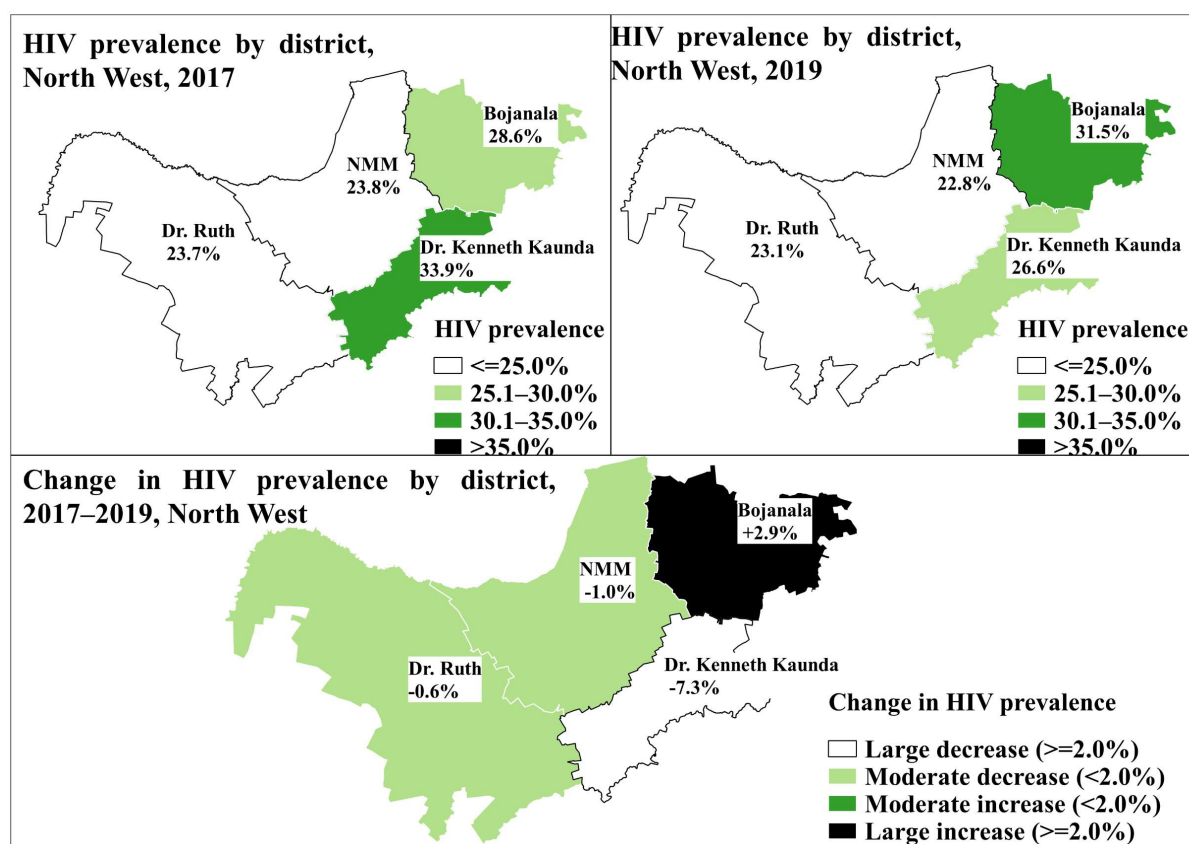 HIV prevalence by district,
North West, 2017
Bojanala
28.6%
NMM
23.8%
Dr. Ruth
23.7%
Dr. Kenneth Kaunda
33.9%
HIV prevalence
<=25.0%
25.1–30.0%
30.1–35.0%
>35.0%
HIV prevalence by district,
North West, 2019
Bojanala
31.5%
NMM
22.8%
Dr. Ruth
23.1%
Dr. Kenneth Kaunda
26.6%
HIV prevalence
<=25.0%
25.1–30.0%
30.1–35.0%
>35.0%
Change in HIV prevalence by district,
2017–2019, North West
Bojanala
+2.9%
NMM
-1.0%
Dr. Ruth
-0.6%
Dr. Kenneth Kaunda
-7.3%
Change in HIV prevalence
Large decrease (>=2.0%)
Moderate decrease (<2.0%)
Moderate increase (<2.0%)
Large increase (>=2.0%)